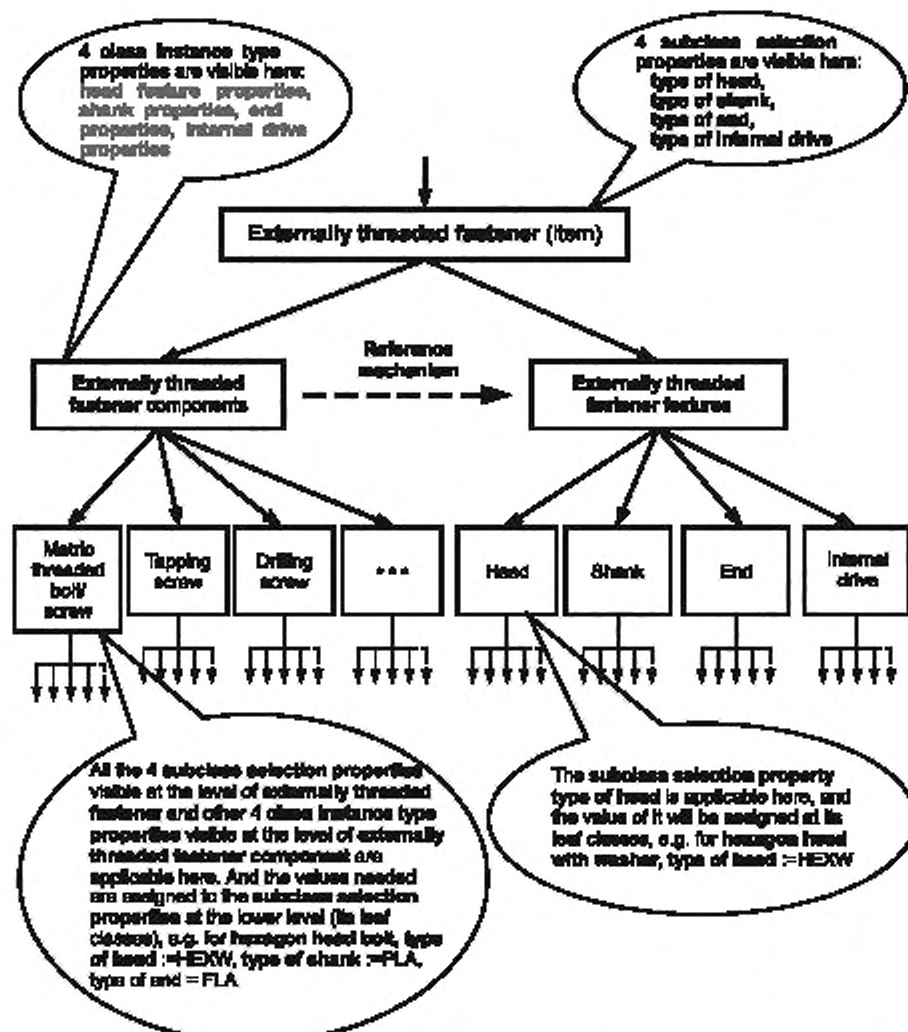 4 class instance type
properties are visible here:
head feature properties,
shank properties, end
properties, internal drive
properties
4 subclass selection
properties are visible here:
type of head,
type of shank,
type of end,
type of internal drive
Externally threaded fastener (item)
Externally threaded
fastener components
Reference
mechanism
Externally threaded
fastener features
Metric
threaded
bolt/
screw
Tapping
screw
Drilling
screw
•••
Head
Shank
End
Internal
drive
All the 4 subclass selection properties
visible at the level of externally threaded
fastener and other 4 class instance type
properties visible at the level of externally
threaded fastener component are
applicable here. And the values needed
are assigned to the subclass selection
properties at the lower level (its leaf
classes), e.g. for hexagon head bolt, type
of head :=HEXW, type of shank :=PLA,
type of end = FLA
The subclass selection property
type of head is applicable here, and
the value of it will be assigned at its
leaf classes, e.g. for hexagon head
with washer, type of head :=HEXW